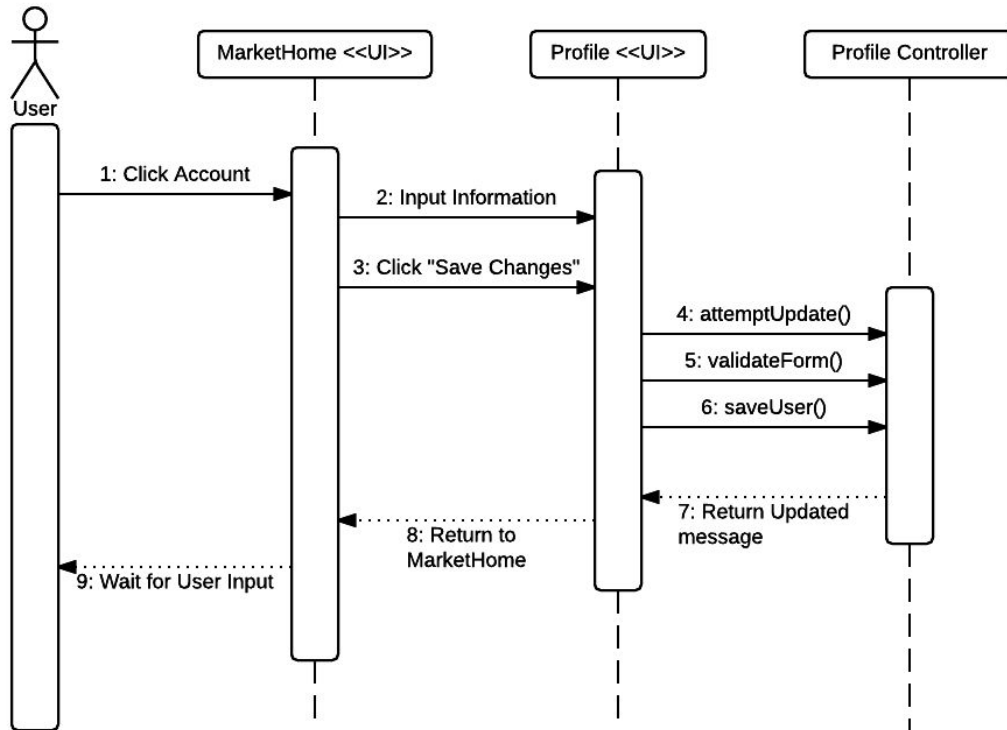 MarketHome <<UI>>
Profile <<UI>>
Profile Controller
User
1: Click Account
2: Input Information
3: Click "Save Changes"
4: attemptUpdate()
5: validateForm()
6: saveUser()
7: Return Updated
message
8: Return to
MarketHome
9: Wait for User Input